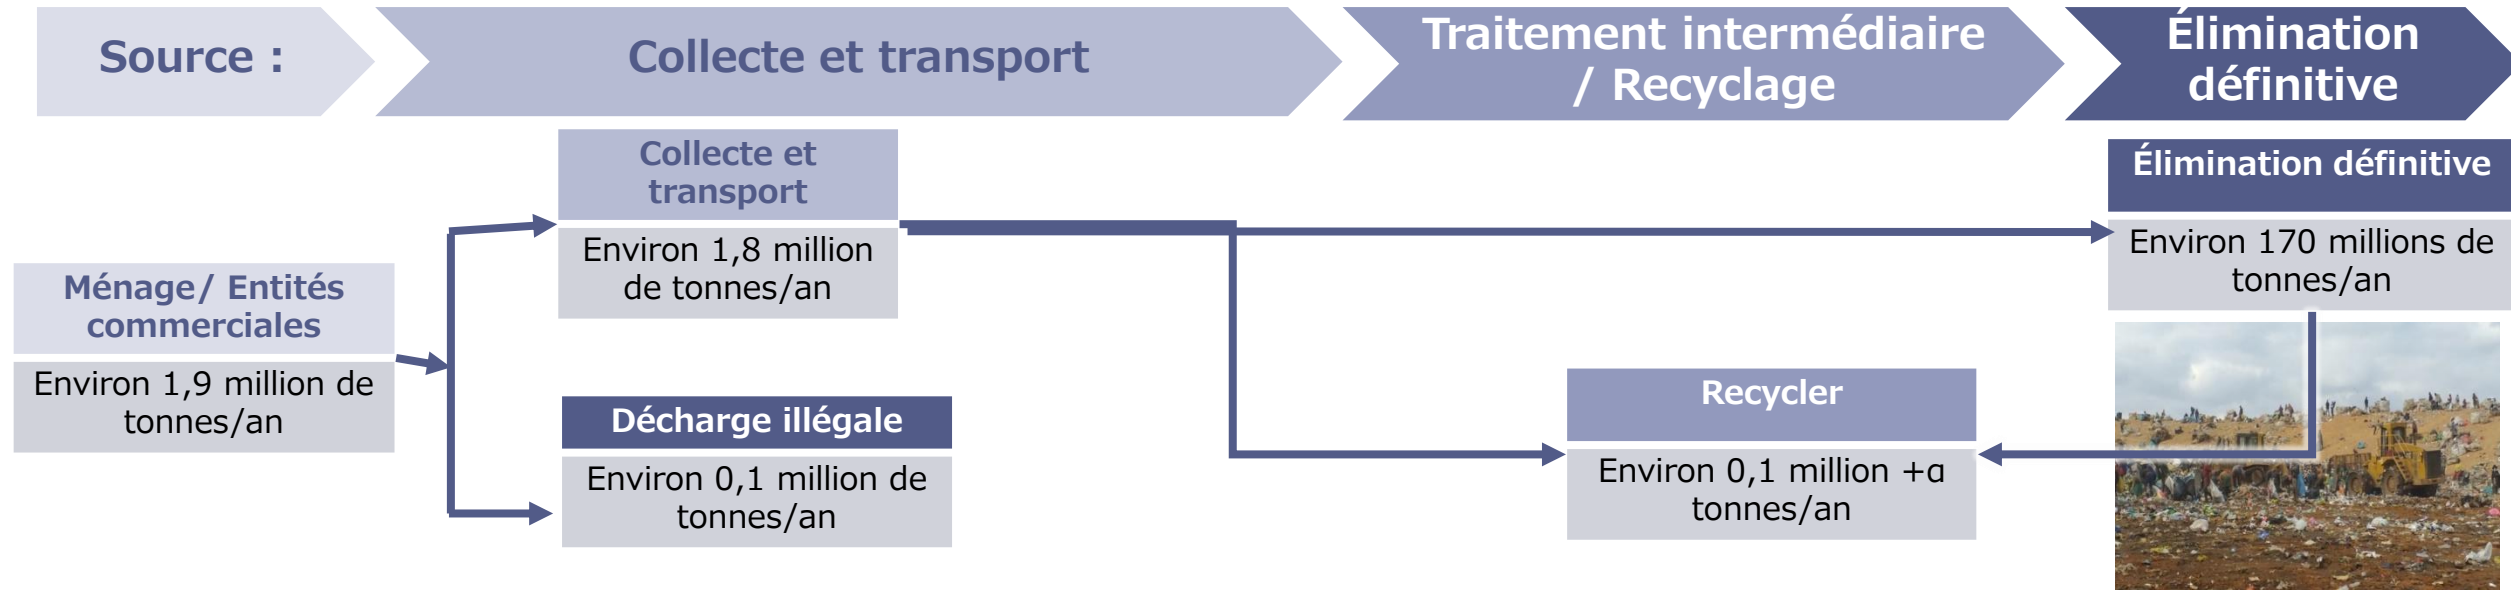 Source :
Collecte et transport
Traitement intermédiaire
/ Recyclage
Élimination
définitive
Collecte et
transport
Environ 1,8 million
de tonnes/an
Élimination définitive
Environ 170 millions de
tonnes/an
Ménage/ Entités
commerciales
Environ 1,9 million de
tonnes/an
Décharge illégale
Environ 0,1 million de
tonnes/an
Recycler
Environ 0,1 million +α
tonnes/an